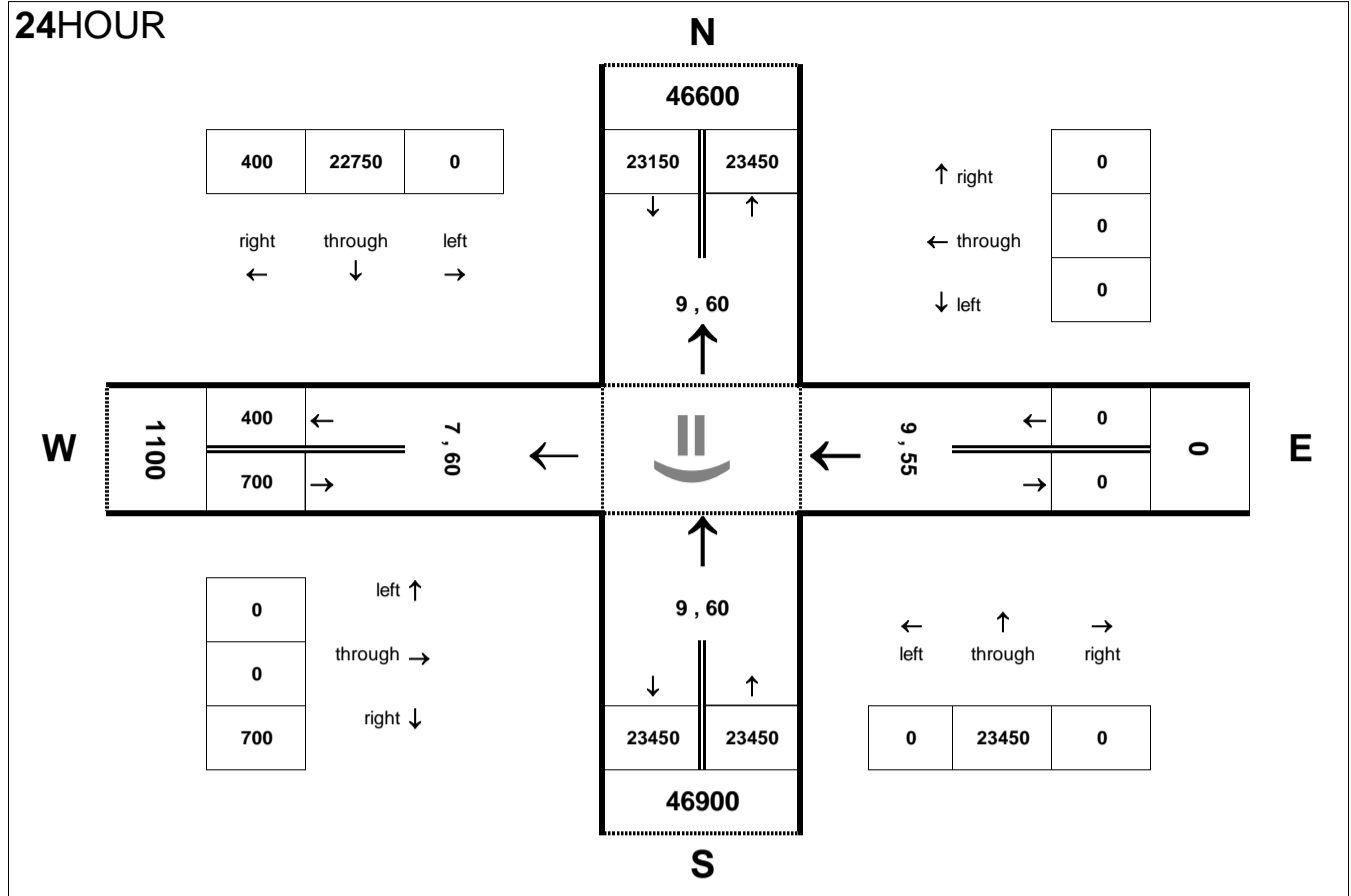 24HOUR
N
46600
400 22750 0
23150 23450
↓ ↑
0
0
0
↑ right
← through
↓ left
right through left
← ↓ →
9 , 60
↑
W
1100
400 ←
700 →
7 , 60
←
=)
←
9 , 55
← 0
→ 0
0
E
↑
0
0
700
left ↑
through →
right ↓
9 , 60
← ↑ →
left through right
↓ ↑
23450 23450
0 23450 0
46900
S